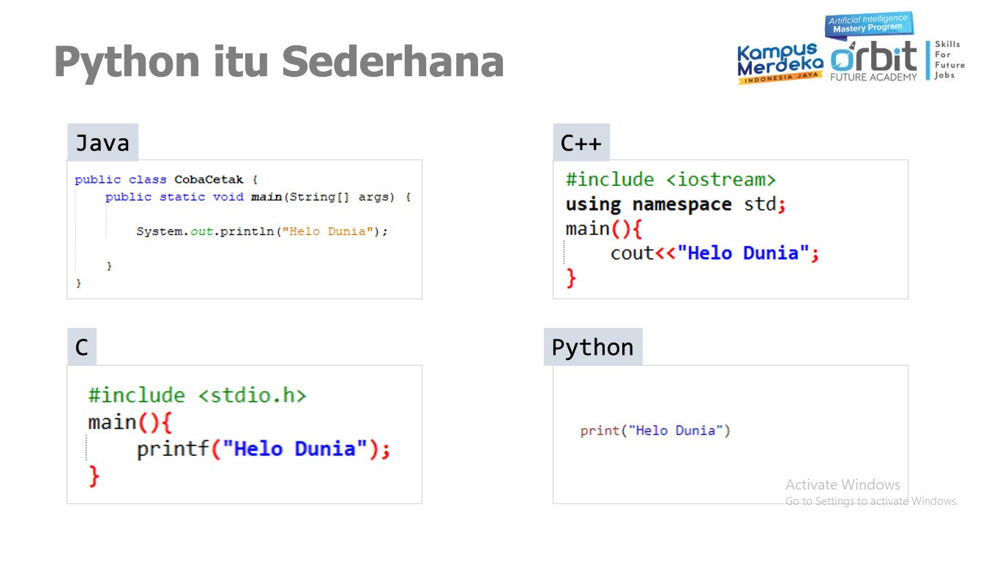 Python itu Sederhana
Artificial Intelligence
Mastery Program
Kampus
Merdeka
INDONESIA JAYA
orbit
FUTURE ACADEMY
Skills
For
Future
Jobs
Java
public class CobaCetak {
public static void main(String[] args) {
System.out.println("Helo Dunia");
}
}
C++
#include <iostream>
using namespace std;
main(){
cout<<"Helo Dunia";
}
C
#include <stdio.h>
main(){
printf("Helo Dunia");
}
Python
print("Helo Dunia")
Activate Windows
Go to Settings to activate Windows.